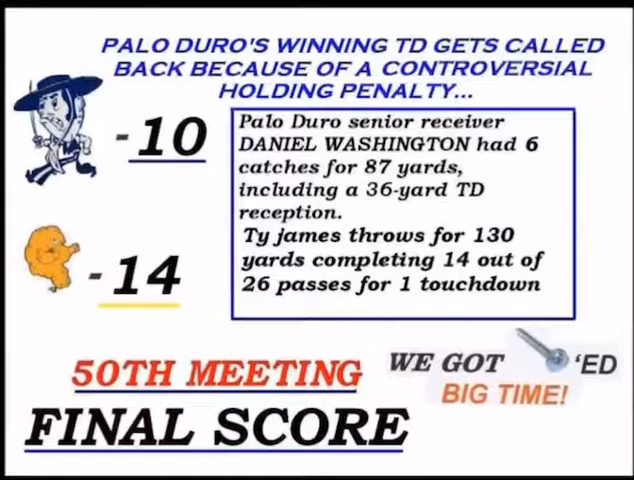 PALO DURO'S WINNING TD GETS CALLED
BACK BECAUSE OF A CONTROVERSIAL
HOLDING PENALTY...
-10
Palo Duro senior receiver
DANIEL WASHINGTON had 6
catches for 87 yards,
including a 36-yard TD
reception.
Ty james throws for 130
yards completing 14 out of
26 passes for 1 touchdown
-14
50TH MEETING
FINAL SCORE
WE GOT 'ED
BIG TIME!